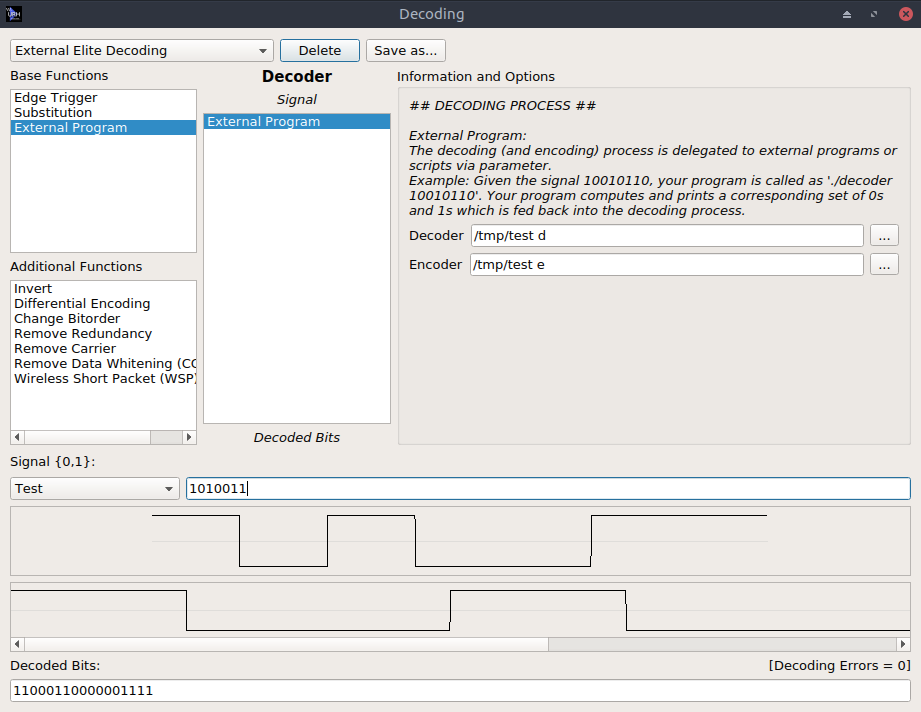 Decoding
External Elite Decoding
Delete
Save as...
Base Functions
Edge Trigger
Substitution
External Program
Additional Functions
Invert
Differential Encoding
Change Bitorder
Remove Redundancy
Remove Carrier
Remove Data Whitening (CC
Wireless Short Packet (WSP)
Decoder
Signal
External Program
Decoded Bits
Information and Options
## DECODING PROCESS ##
External Program:
The decoding (and encoding) process is delegated to external programs or
scripts via parameter.
Example: Given the signal 10010110, your program is called as './decoder
10010110'. Your program computes and prints a corresponding set of 0s
and 1s which is fed back into the decoding process.
Decoder /tmp/test d ...
Encoder /tmp/test e ...
Signal {0,1}:
Test
1010011
Decoded Bits:
[Decoding Errors = 0]
11000110000001111